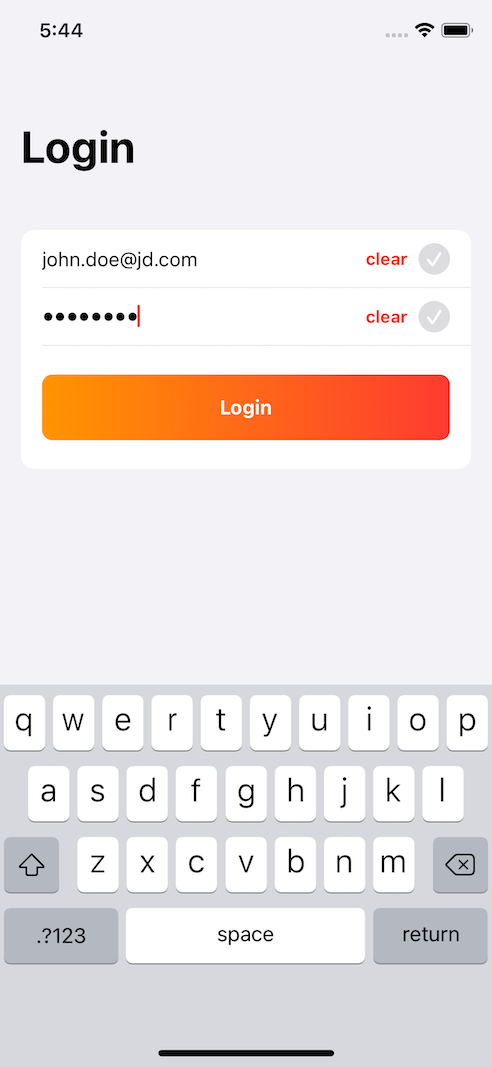 5:44
Login
john.doe@jd.com clear
•••••••• clear
Login
q w e r t y u i o p
a s d f g h j k l
z x c v b n m
.?123 space return